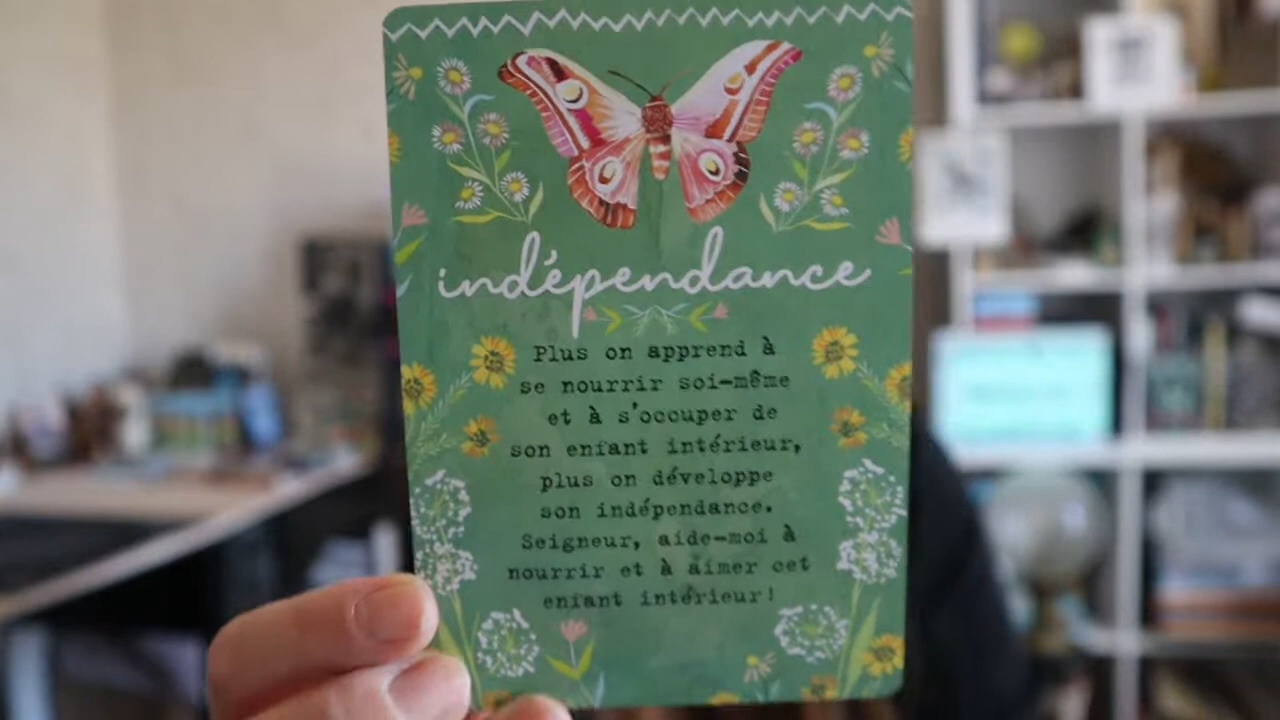 indépendance
Plus on apprend à
se nourrir soi-même
et à s'occuper de
son enfant intérieur,
plus on développe
son indépendance.
Seigneur, aide-moi à
nourrir et à aimer cet
enfant intérieur!